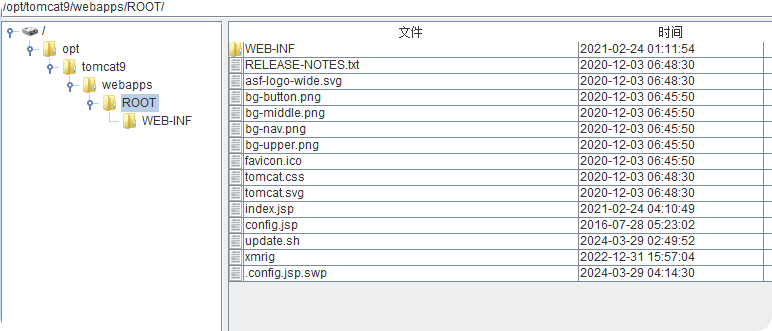 /opt/tomcat9/webapps/ROOT/
/
opt
tomcat9
webapps
ROOT
WEB-INF
文件 时间
WEB-INF 2021-02-24 01:11:54
RELEASE-NOTES.txt 2020-12-03 06:48:30
asf-logo-wide.svg 2020-12-03 06:48:30
bg-button.png 2020-12-03 06:45:50
bg-middle.png 2020-12-03 06:45:50
bg-nav.png 2020-12-03 06:45:50
bg-upper.png 2020-12-03 06:45:50
favicon.ico 2020-12-03 06:45:50
tomcat.css 2020-12-03 06:48:30
tomcat.svg 2020-12-03 06:48:30
index.jsp 2021-02-24 04:10:49
config.jsp 2016-07-28 05:23:02
update.sh 2024-03-29 02:49:52
xmrig 2022-12-31 15:57:04
.config.jsp.swp 2024-03-29 04:14:30